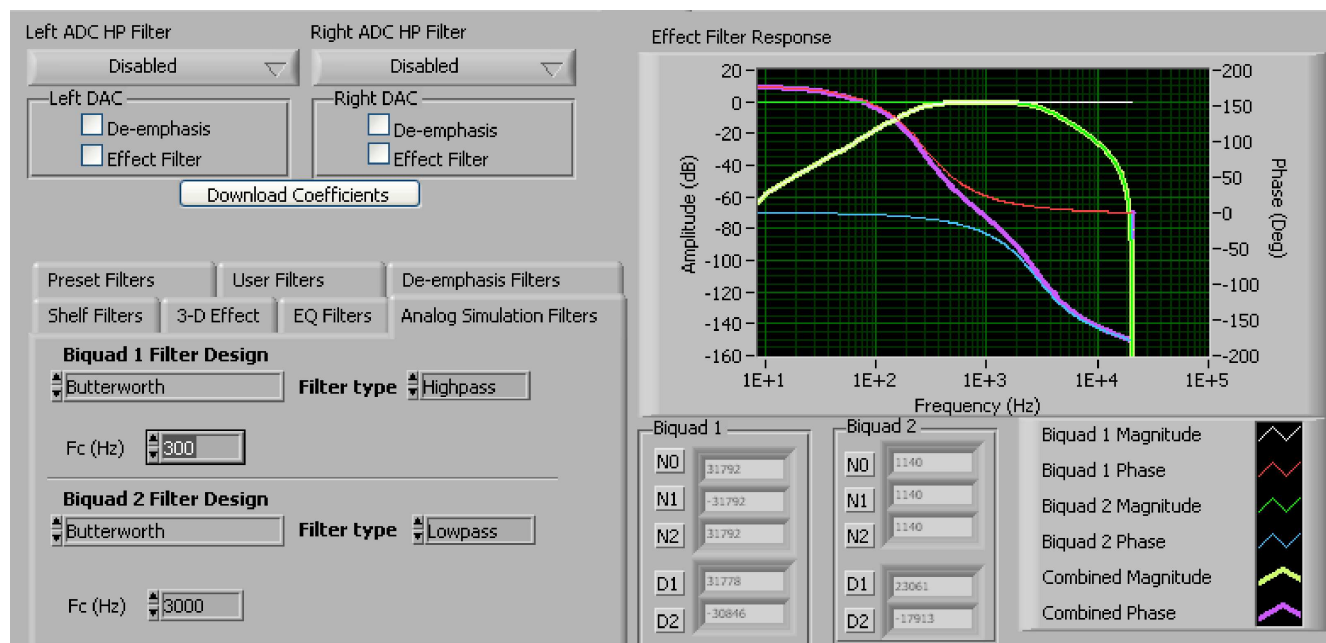 Left ADC HP Filter
Disabled
Right ADC HP Filter
Disabled
Left DAC
De-emphasis
Effect Filter
Right DAC
De-emphasis
Effect Filter
Download Coefficients
Preset Filters
User Filters
De-emphasis Filters
Shelf Filters
3-D Effect
EQ Filters
Analog Simulation Filters
Biquad 1 Filter Design
Butterworth
Filter type
Highpass
Fc (Hz)
300
Biquad 2 Filter Design
Butterworth
Filter type
Lowpass
Fc (Hz)
3000
Effect Filter Response
Amplitude (dB)
20
0
-20
-40
-60
-80
-100
-120
-140
-160
1E+1
1E+2
1E+3
1E+4
1E+5
Frequency (Hz)
-200
-150
-100
-50
-0
-50
-100
-150
-200
Phase (Deg)
Biquad 1
N0
31792
N1
-31792
N2
31792
D1
31778
D2
-30846
Biquad 2
N0
1140
N1
1140
N2
1140
D1
23061
D2
-17913
Biquad 1 Magnitude
Biquad 1 Phase
Biquad 2 Magnitude
Biquad 2 Phase
Combined Magnitude
Combined Phase